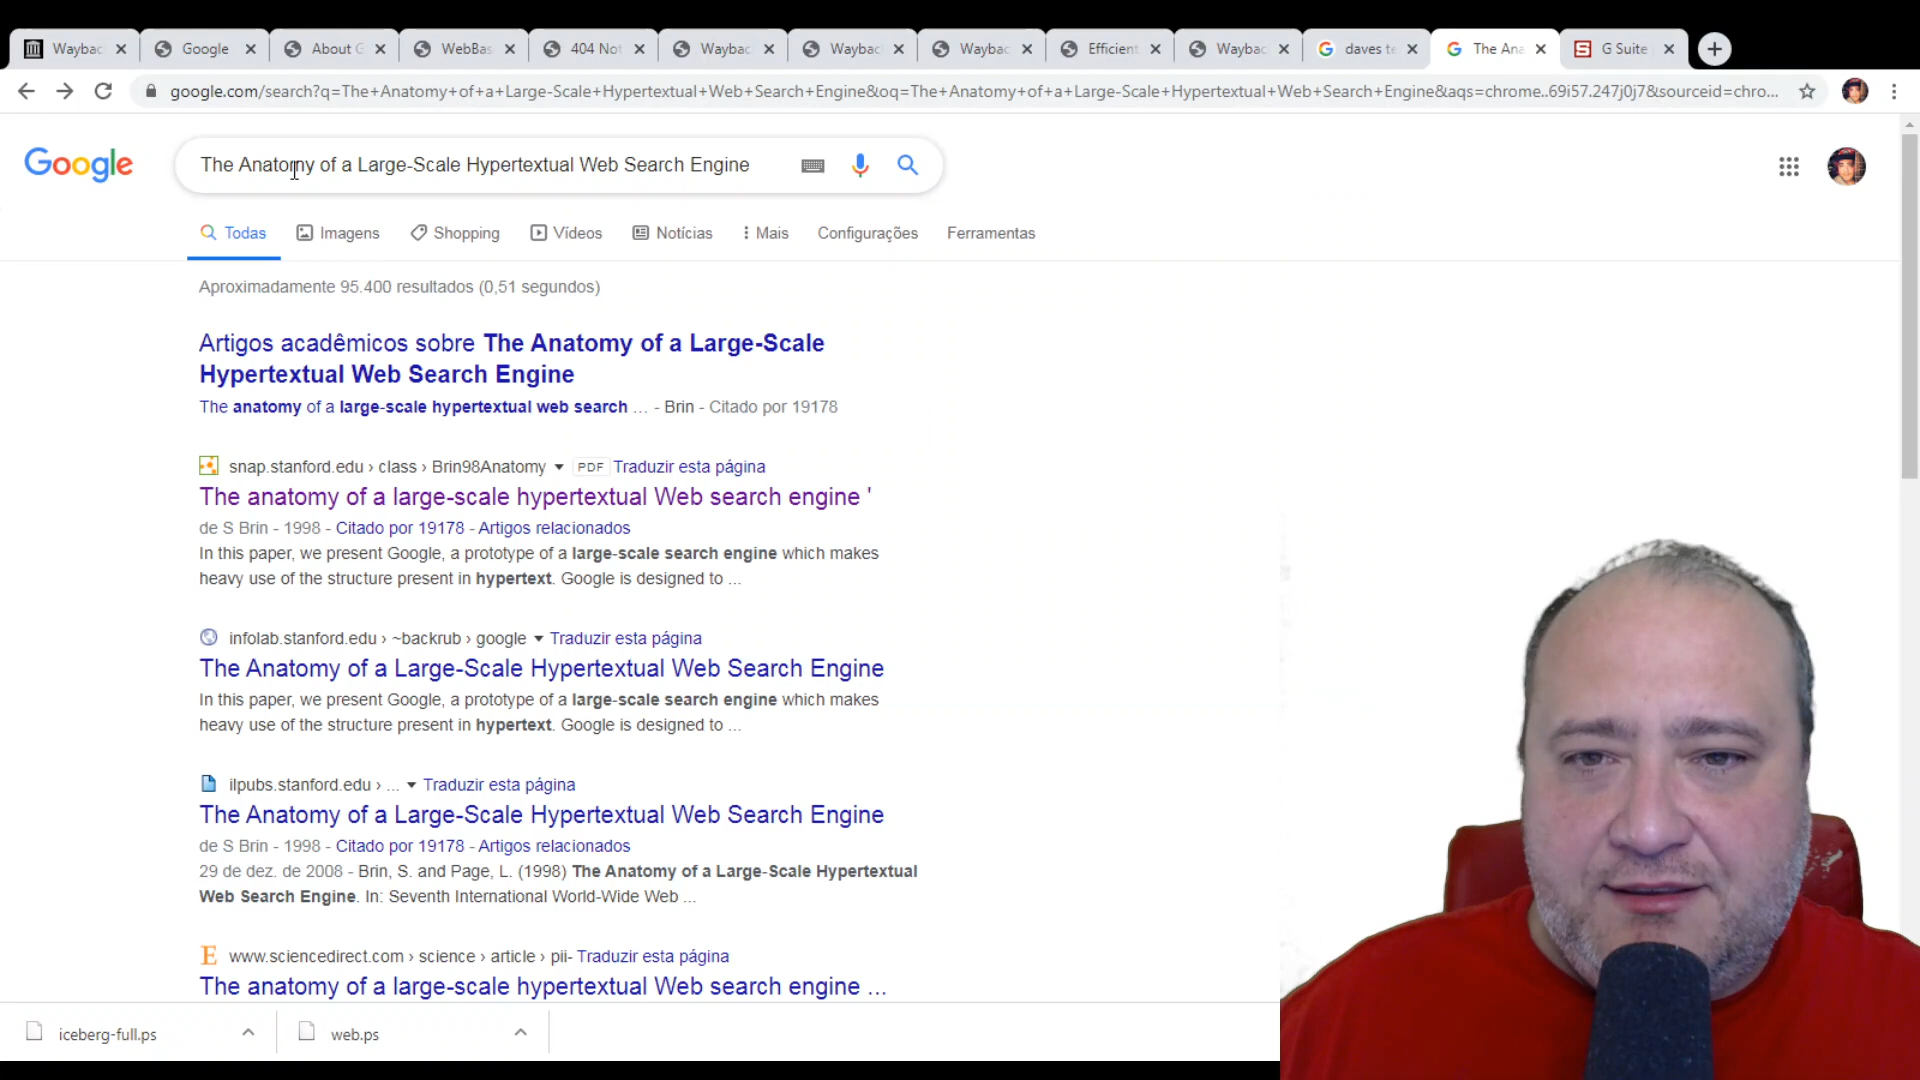 Waybac
Google
About G
WebBas
404 Not
Waybac
Waybac
Waybac
Efficient
Waybac
daves te
The Ana
G Suite
google.com/search?q=The+Anatomy+of+a+Large-Scale+Hypertextual+Web+Search+Engine&oq=The+Anatomy+of+a+Large-Scale+Hypertextual+Web+Search+Engine&aqs=chrome..69i57.247j0j7&sourceid=chro...
Google
The Anatomy of a Large-Scale Hypertextual Web Search Engine
Todas
Imagens
Shopping
Vídeos
Notícias
Mais
Configurações
Ferramentas
Aproximadamente 95.400 resultados (0,51 segundos)
Artigos acadêmicos sobre The Anatomy of a Large-Scale
Hypertextual Web Search Engine
The anatomy of a large-scale hypertextual web search ... - Brin - Citado por 19178
snap.stanford.edu › class › Brin98Anatomy PDF Traduzir esta página
The anatomy of a large-scale hypertextual Web search engine '
de S Brin - 1998 - Citado por 19178 - Artigos relacionados
In this paper, we present Google, a prototype of a large-scale search engine which makes
heavy use of the structure present in hypertext. Google is designed to ...
infolab.stanford.edu › ~backrub › google Traduzir esta página
The Anatomy of a Large-Scale Hypertextual Web Search Engine
In this paper, we present Google, a prototype of a large-scale search engine which makes
heavy use of the structure present in hypertext. Google is designed to ...
ilpubs.stanford.edu › ... Traduzir esta página
The Anatomy of a Large-Scale Hypertextual Web Search Engine
de S Brin - 1998 - Citado por 19178 - Artigos relacionados
29 de dez. de 2008 - Brin, S. and Page, L. (1998) The Anatomy of a Large-Scale Hypertextual
Web Search Engine. In: Seventh International World-Wide Web ...
www.sciencedirect.com › science › article › pii - Traduzir esta página
The anatomy of a large-scale hypertextual Web search engine ...
iceberg-full.ps
web.ps